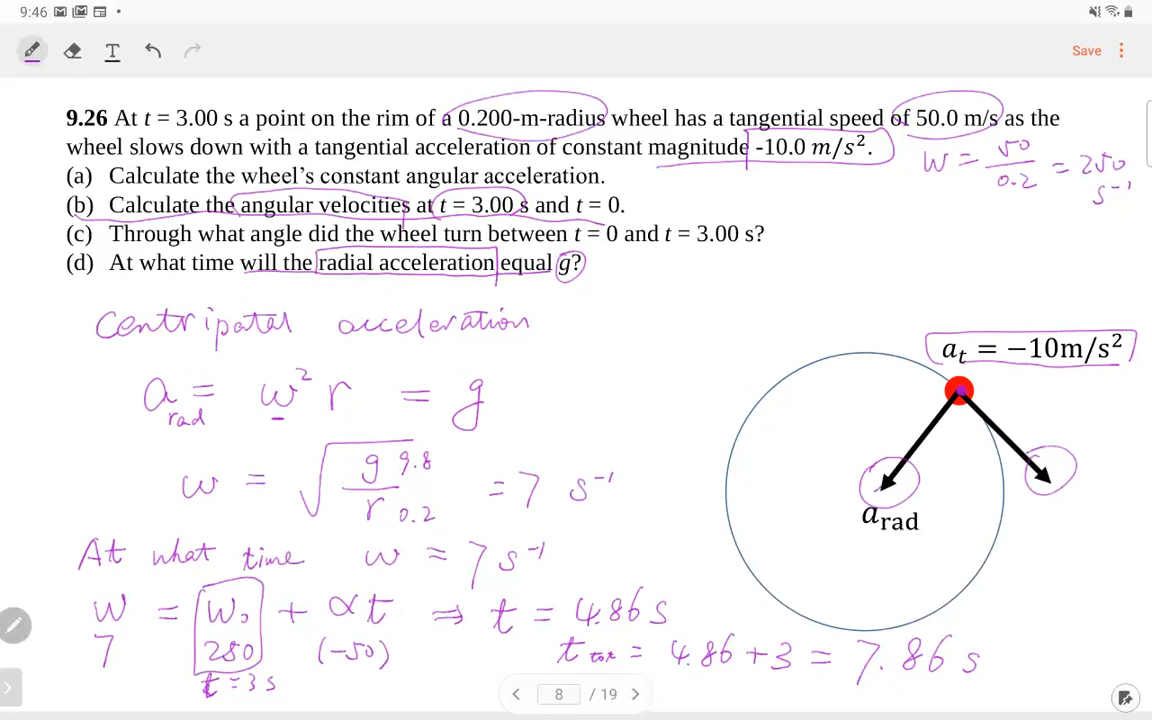 9:46
Save
9.26 At t = 3.00 s a point on the rim of a 0.200-m-radius wheel has a tangential speed of 50.0 m/s as the
wheel slows down with a tangential acceleration of constant magnitude -10.0 m/s².
(a) Calculate the wheel's constant angular acceleration.
(b) Calculate the angular velocities at t = 3.00 s and t = 0.
(c) Through what angle did the wheel turn between t = 0 and t = 3.00 s?
(d) At what time will the radial acceleration equal g?
W = 50/0.2 = 250 s⁻¹
Centripatal acceleration
a_t = −10m/s²
a_rad = w² r = g
w = √(g 9.8 / r 0.2) = 7 s⁻¹
a_rad
At what time w = 7 s⁻¹
W = W₀ + αt ⇒ t = 4.86 s
7 250 (-50)
t_tot = 4.86 + 3 = 7.86 s
t = 3 s
8 / 19